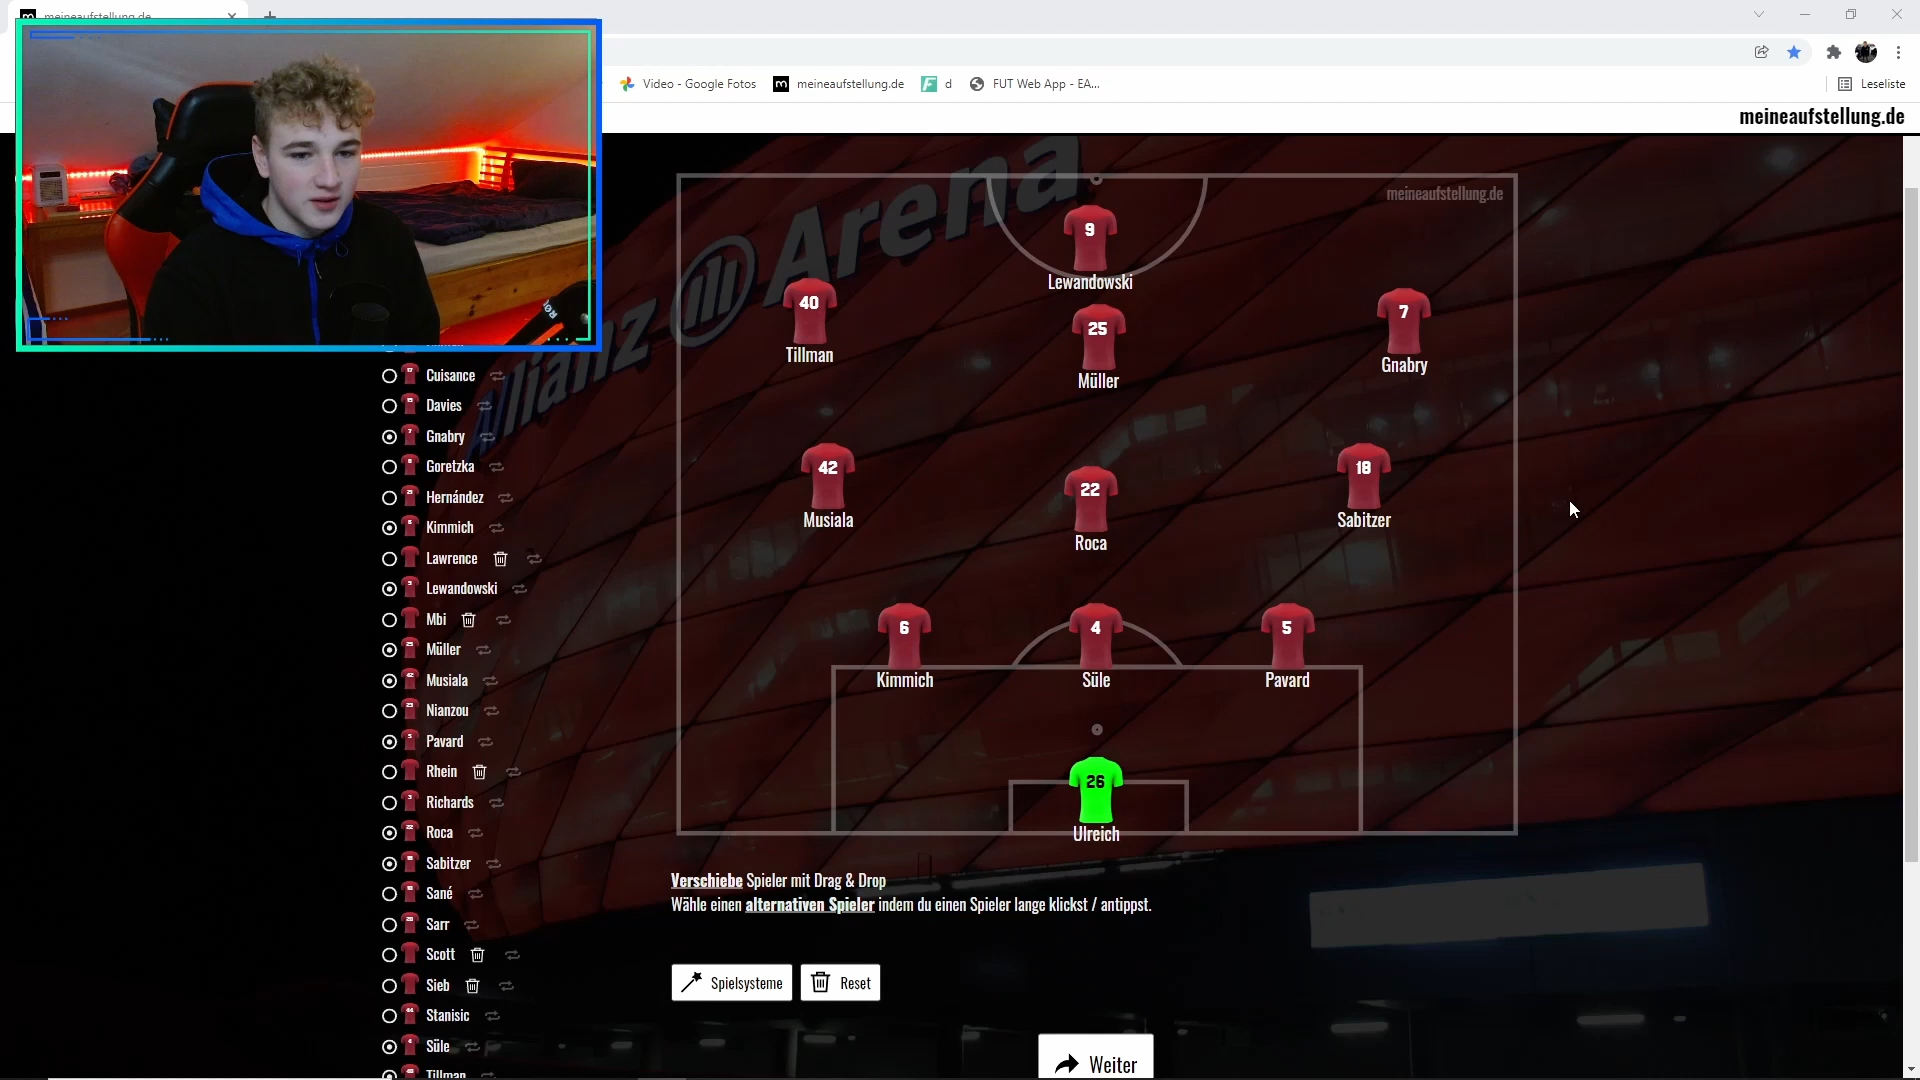 meineaufstellung.de
Video - Google Fotos
meineaufstellung.de
d
FUT Web App - EA...
Leseliste
meineaufstellung.de
Allianz Arena
meineaufstellung.de
9
Lewandowski
40
Tillman
25
Müller
7
Gnabry
42
Musiala
22
Roca
18
Sabitzer
6
Kimmich
4
Süle
5
Pavard
26
Ulreich
Cuisance
Davies
Gnabry
Goretzka
Hernández
Kimmich
Lawrence
Lewandowski
Mbi
Müller
Musiala
Nianzou
Pavard
Rhein
Richards
Roca
Sabitzer
Sané
Sarr
Scott
Sieb
Stanisic
Süle
Tillman
Verschiebe Spieler mit Drag & Drop
Wähle einen alternativen Spieler indem du einen Spieler lange klickst / antippst.
Spielsysteme
Reset
Weiter